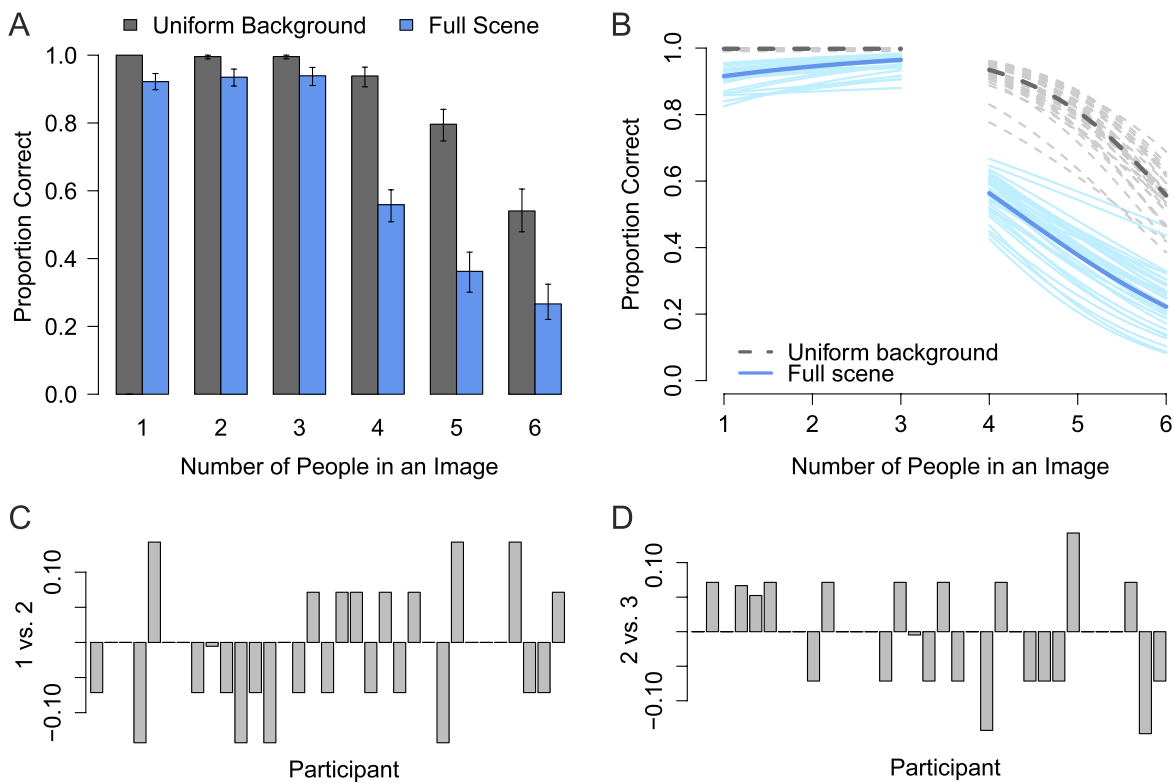 A
Uniform Background
Full Scene
Proportion Correct
1.0
0.8
0.6
0.4
0.2
0.0
1 2 3 4 5 6
Number of People in an Image
B
Proportion Correct
1.0
0.8
0.6
0.4
0.2
0.0
Uniform background
Full scene
1 2 3 4 5 6
Number of People in an Image
C
1 vs. 2
0.10
−0.10
Participant
D
2 vs. 3
0.10
−0.10
Participant